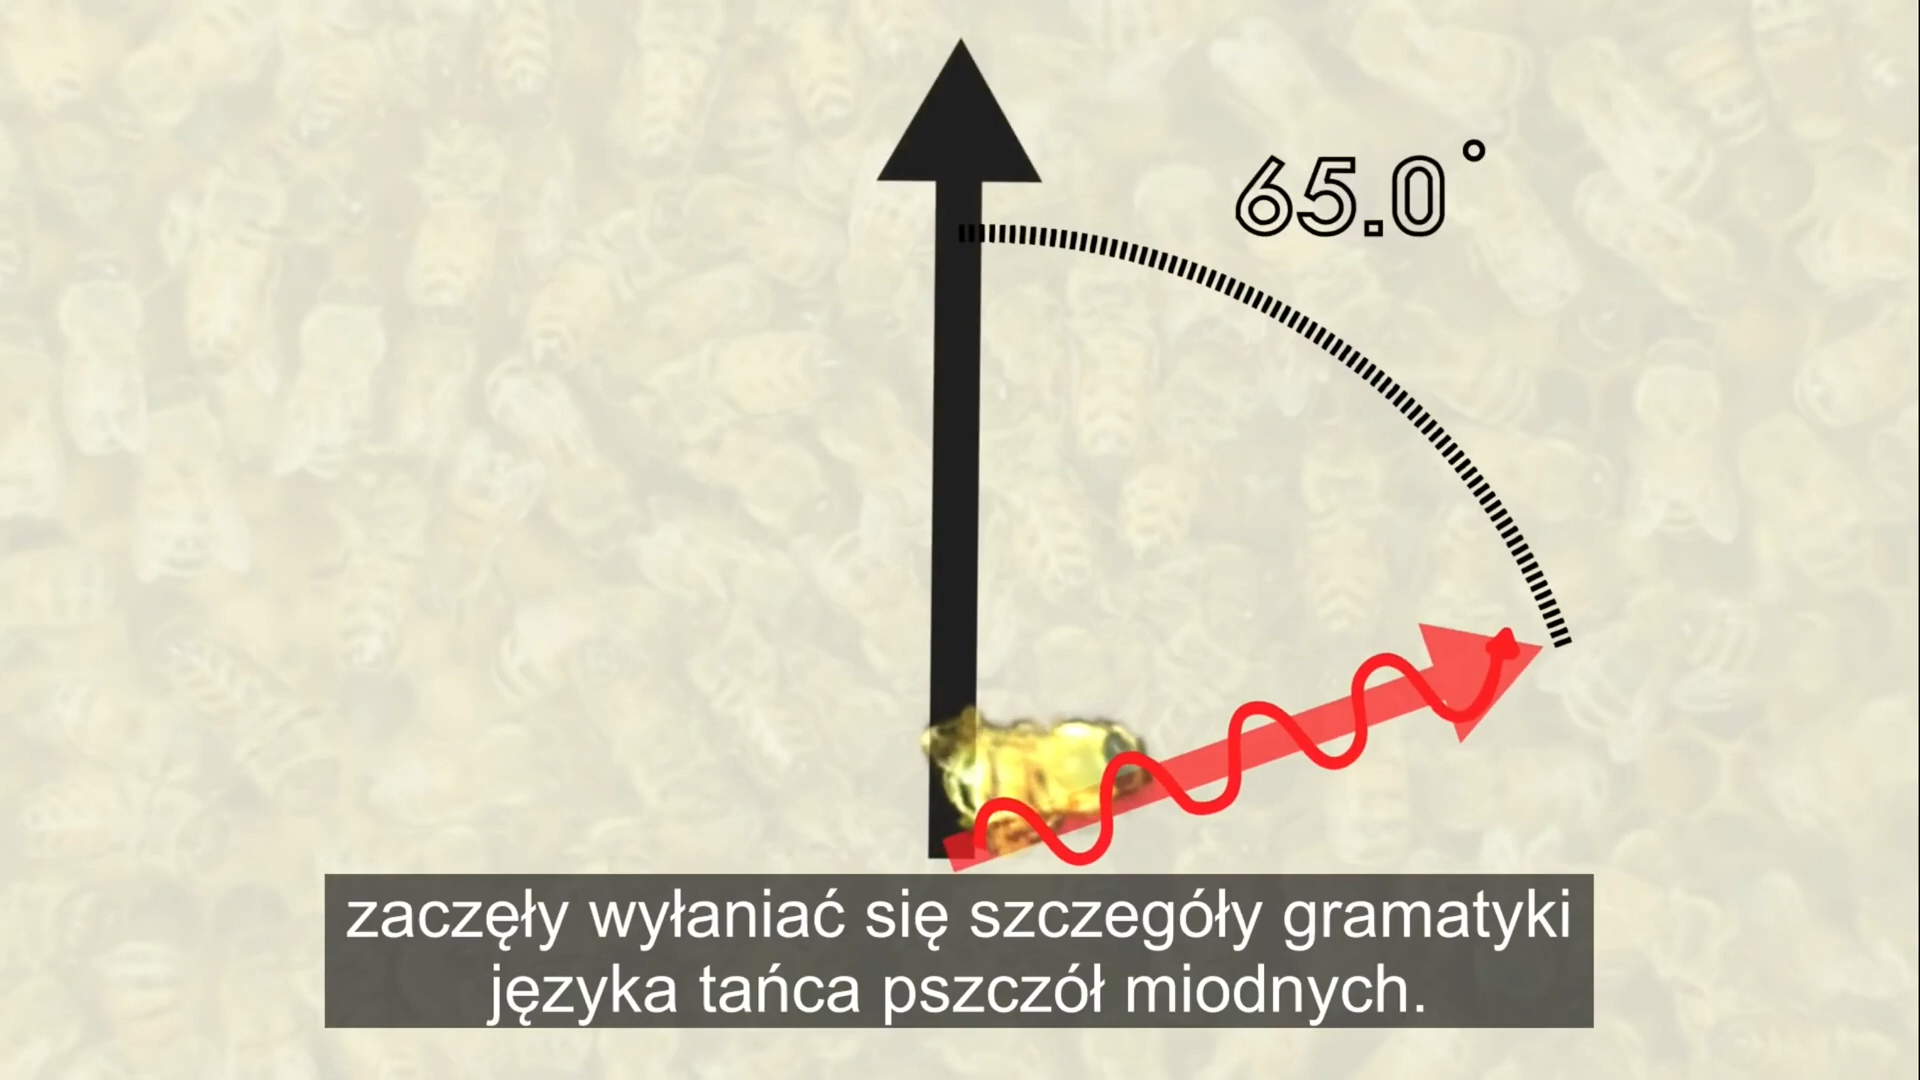 65.0°
zaczęły wyłaniać się szczegóły gramatyki
języka tańca pszczół miodnych.